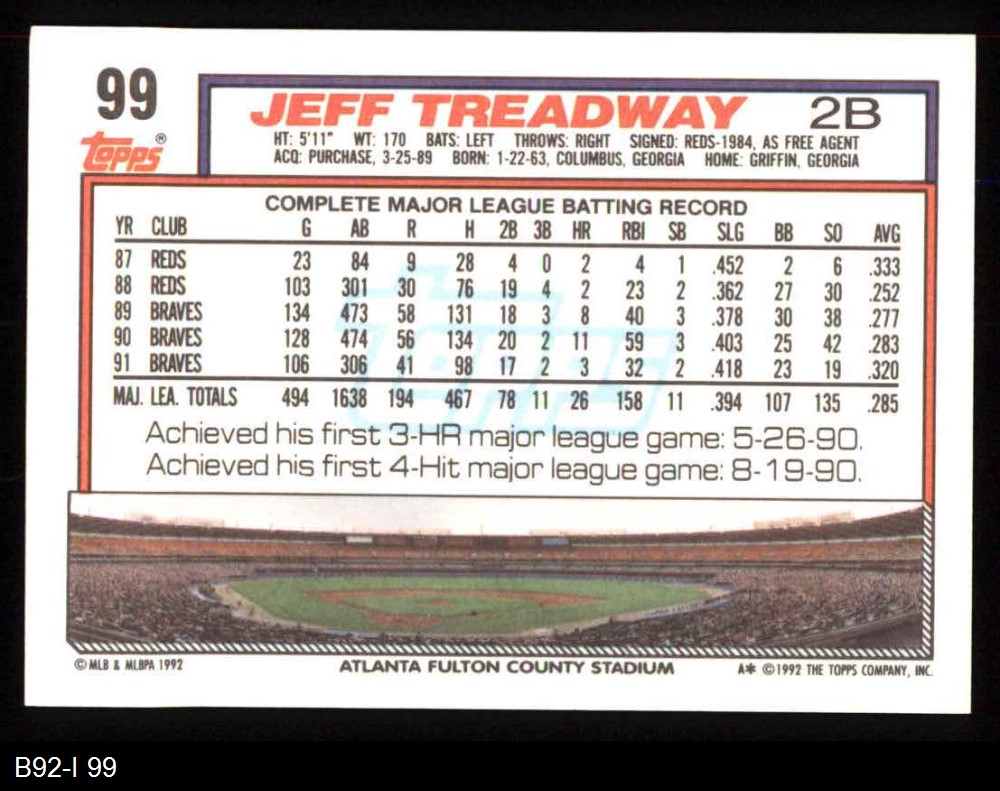 99
topps®
JEFF TREADWAY 2B
HT: 5'11" WT: 170 BATS: LEFT THROWS: RIGHT SIGNED: REDS-1984, AS FREE AGENT
ACQ: PURCHASE, 3-25-89 BORN: 1-22-63, COLUMBUS, GEORGIA HOME: GRIFFIN, GEORGIA
COMPLETE MAJOR LEAGUE BATTING RECORD
YR CLUB G AB R H 2B 3B HR RBI SB SLG BB SO AVG
87 REDS 23 84 9 28 4 0 2 4 1 .452 2 6 .333
88 REDS 103 301 30 76 19 4 2 23 2 .362 27 30 .252
89 BRAVES 134 473 58 131 18 3 8 40 3 .378 30 38 .277
90 BRAVES 128 474 56 134 20 2 11 59 3 .403 25 42 .283
91 BRAVES 106 306 41 98 17 2 3 32 2 .418 23 19 .320
MAJ. LEA. TOTALS 494 1638 194 467 78 11 26 158 11 .394 107 135 .285
topps
Achieved his first 3-HR major league game: 5-26-90.
Achieved his first 4-Hit major league game: 8-19-90.
© MLB & MLBPA 1992 ATLANTA FULTON COUNTY STADIUM A* ©1992 THE TOPPS COMPANY, INC.
B92-I 99